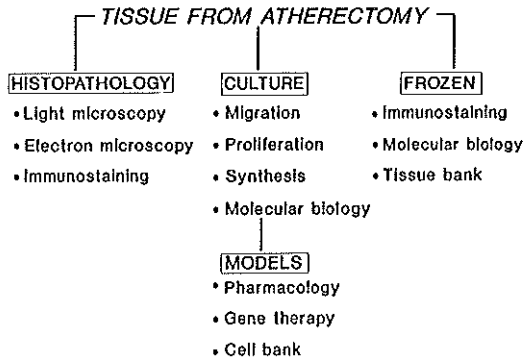 TISSUE FROM ATHERECTOMY
HISTOPATHOLOGY
• Light microscopy
• Electron microscopy
• Immunostaining
CULTURE
• Migration
• Proliferation
• Synthesis
• Molecular biology
FROZEN
• Immunostaining
• Molecular biology
• Tissue bank
MODELS
• Pharmacology
• Gene therapy
• Cell bank